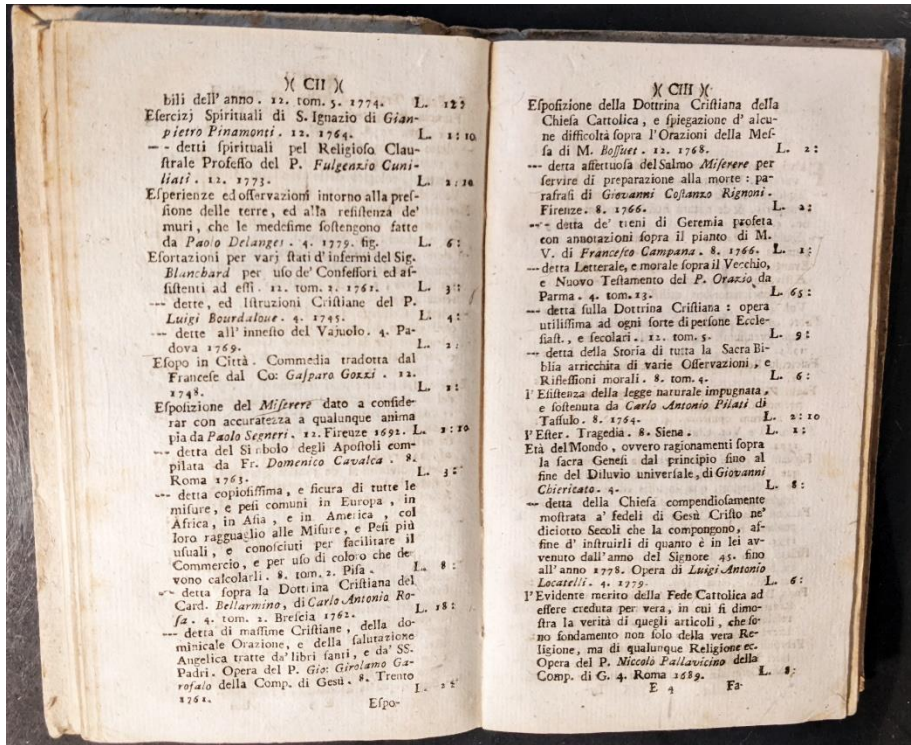 )( CII )(
bili dell' anno. 12. tom. 5. 1774. L. 12:
Eſercizj Spirituali di S. Ignazio di Gian-
pietro Pinamonti. 12. 1764. L. 1:10
-- detti ſpirituali pel Religioſo Clau-
ſtrale Profeſſo del P. Fulgenzio Cuni-
liati. 12. 1773. L. 2:10
Eſperienze ed oſſervazioni intorno alla preſ-
ſione delle terre, ed alla reſiſtenza de'
muri, che le medeſime ſoſtengono fatte
da Paolo Delanges. 4. 1779. fig. L. 6:
Eſortazioni per varj ſtati d' infermi del Sig.
Blanchard per uſo de' Confeſſori ed aſ-
ſiſtenti ad eſſi. 12. tom. 2. 1761. L. 3:
--- dette, ed Iſtruzioni Criſtiane del P.
Luigi Bourdaloue. 4. 1745. L. 4:
--- dette all' inneſto del Vajuolo. 4. Pa-
dova 1769. L. 2:
Eſopo in Città. Commedia tradotta dal
Franceſe dal Co: Gaſparo Gozzi. 12.
1748. L. 1:
Eſpoſizione del Miſerere dato a conſide-
rar con accuratezza a qualunque anima
pia da Paolo Segneri. 12. Firenze 1692. L. 1:10
--- detta del Simbolo degli Apoſtoli com-
pilata da Fr. Domenico Cavalca. 8.
Roma 1763. L. 3:
--- detta copioſiſſima, e ſicura di tutte le
miſure, e peſi comuni in Europa, in
Africa, in Aſia, e in America, col
loro ragguaglio alle Miſure, e Peſi più
uſuali, e conoſciuti per facilitare il
Commercio, e per uſo di coloro che de-
vono calcolarli. 8. tom. 2. Piſa. L. 8:
--- detta ſopra la Dottrina Criſtiana del
Card. Bellarmino, di Carlo Antonio Ro-
ſa. 4. tom. 2. Breſcia 1762. L. 18:
--- detta di maſſime Criſtiane, della do-
minicale Orazione, e della ſalutazione
Angelica tratte da' libri ſanti, e da' SS.
Padri. Opera del P. Gio: Girolamo Ga-
rofalo della Comp. di Gesù. 8. Trento
1761. L. 2:
Eſpo-
)( CIII )(
Eſpoſizione della Dottrina Criſtiana della
Chieſa Cattolica, e ſpiegazione d' alcu-
ne difficoltà ſopra l'Orazioni della Meſ-
ſa di M. Boſſuet. 12. 1768. L. 2:
--- detta affettuoſa del Salmo Miſerere per
ſervire di preparazione alla morte: pa-
rafraſi di Giovanni Coſtanzo Rignoni.
Firenze. 8. 1766. L. 2:
--- detta de' treni di Geremia profeta
con annotazioni ſopra il pianto di M.
V. di Franceſco Campana. 8. 1766. L. 1:
--- detta Letterale, e morale ſopra il Vecchio,
e Nuovo Teſtamento del P. Orazio da
Parma. 4. tom. 13. L. 65:
--- detta ſulla Dottrina Criſtiana: opera
utiliſſima ad ogni ſorte di perſone Eccle-
ſiaſt., e ſecolari. 12. tom. 5. L. 9:
--- detta della Storia di tutta la Sacra Bi-
blia arricchita di varie Oſſervazioni, e
Rifleſſioni morali. 8. tom. 4. L. 6:
l'Eſiſtenza della legge naturale impugnata,
e ſoſtenuta da Carlo Antonio Pilati di
Taſſulo. 8. 1764. L. 2:10
l'Eſter. Tragedia. 8. Siena. L. 1:
Età del Mondo, ovvero ragionamenti ſopra
la ſacra Geneſi dal principio fino al
fine del Diluvio univerſale, di Giovanni
Chiericato. 4. L. 8:
--- detta della Chieſa compendioſamente
moſtrata a' fedeli di Gesù Criſto ne'
diciotto Secoli che la compongono, af-
fine d' inſtruirli di quanto è in lei av-
venuto dall'anno del Signore 45. fino
all'anno 1778. Opera di Luigi Antonio
Locatelli. 4. 1779. L. 6:
l'Evidente merito della Fede Cattolica ad
eſſere creduta per vera, in cui ſi dimo-
ſtra la verità di quegli articoli, che ſo-
no fondamento non ſolo della vera Re-
ligione, ma di qualunque Religione ec.
Opera del P. Niccolò Pallavicino della
Comp. di G. 4. Roma 1689. L. 8:
E 4 Fa-